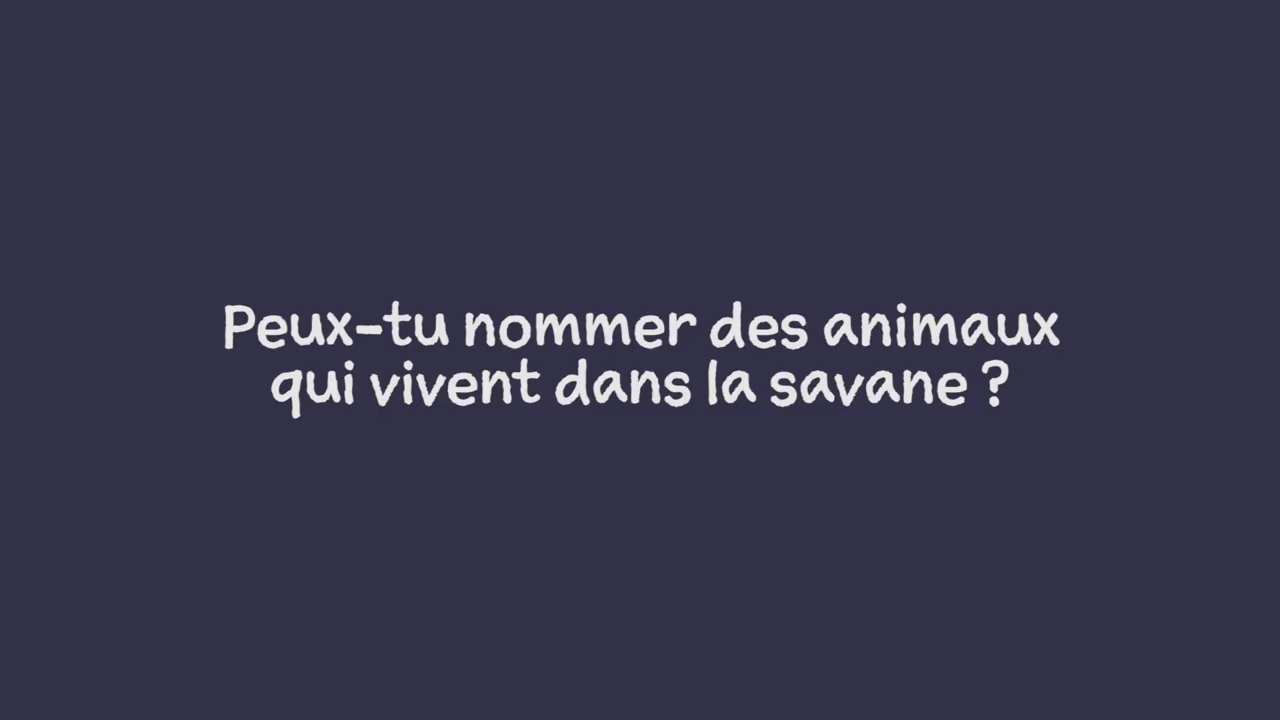 Peux-tu nommer des animaux
qui vivent dans la savane ?